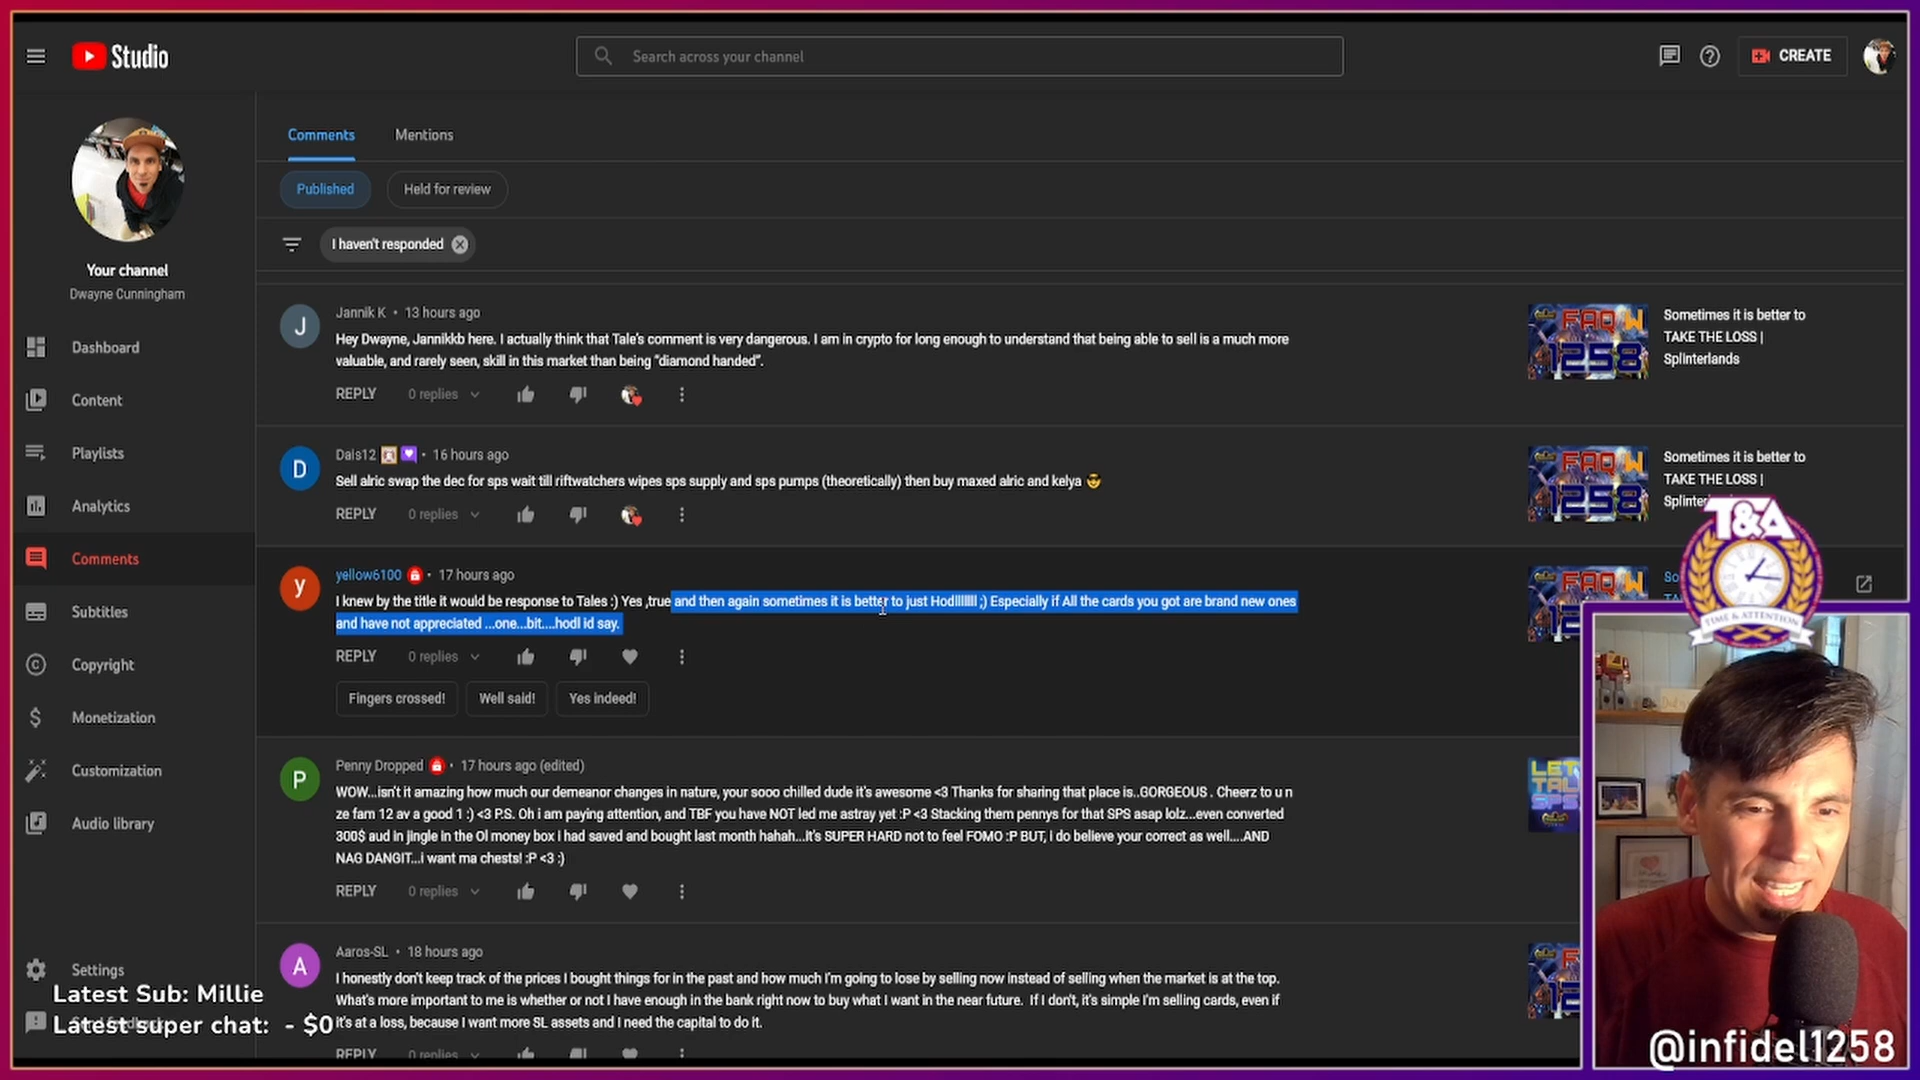 Studio
Search across your channel
CREATE
Your channel
Dwayne Cunningham
Dashboard
Content
Playlists
Analytics
Comments
Subtitles
Copyright
Monetization
Customization
Audio library
Settings
Latest Sub: Millie
Latest super chat:  - $0
Comments
Mentions
Published
Held for review
I haven't responded
Jannik K • 13 hours ago
Hey Dwayne, Jannikkb here. I actually think that Tale's comment is very dangerous. I am in crypto for long enough to understand that being able to sell is a much more
valuable, and rarely seen, skill in this market than being "diamond handed".
REPLY 0 replies
FAQ W
1258
Sometimes it is better to
TAKE THE LOSS |
Splinterlands
D
Dals12 • 16 hours ago
Sell alric swap the dec for sps wait till riftwatchers wipes sps supply and sps pumps (theoretically) then buy maxed alric and kelya 😎
REPLY 0 replies
FAQ W
1258
Sometimes it is better to
TAKE THE LOSS |
y
yellow6100 • 17 hours ago
I knew by the title it would be response to Tales :) Yes ,true and then again sometimes it is better to just Hodllllllll ;) Especially if All the cards you got are brand new ones
and have not appreciated ...one...bit....hodl id say.
REPLY 0 replies
Fingers crossed!
Well said!
Yes indeed!
FAQ W
So
P
Penny Dropped • 17 hours ago (edited)
WOW...isn't it amazing how much our demeanor changes in nature, your sooo chilled dude it's awesome <3 Thanks for sharing that place is..GORGEOUS . Cheerz to u n
ze fam 12 av a good 1 :) <3 P.S. Oh i am paying attention, and TBF you have NOT led me astray yet :P <3 Stacking them pennys for that SPS asap lolz...even converted
300$ aud in jingle in the Ol money box I had saved and bought last month hahah...It's SUPER HARD not to feel FOMO :P BUT, I do believe your correct as well....AND
NAG DANGIT...i want ma chests! :P <3 :)
REPLY 0 replies
LET
TAL
SPS
A
Aaros-SL • 18 hours ago
I honestly don't keep track of the prices I bought things for in the past and how much I'm going to lose by selling now instead of selling when the market is at the top.
What's more important to me is whether or not I have enough in the bank right now to buy what I want in the near future.  If I don't, it's simple I'm selling cards, even if
it's at a loss, because I want more SL assets and I need the capital to do it.
REPLY 0 replies
J
T&A
TIME & ATTENTION
@infidel1258